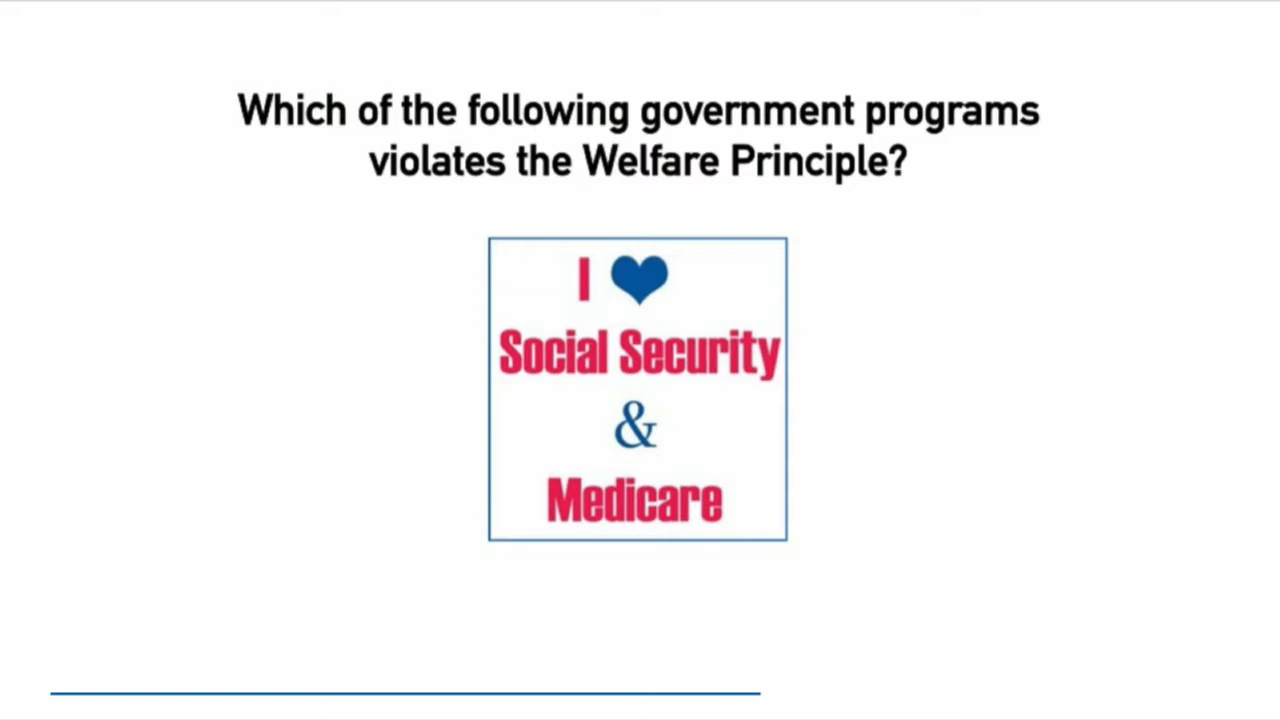 Which of the following government programs
violates the Welfare Principle?
I
Social Security
&
Medicare